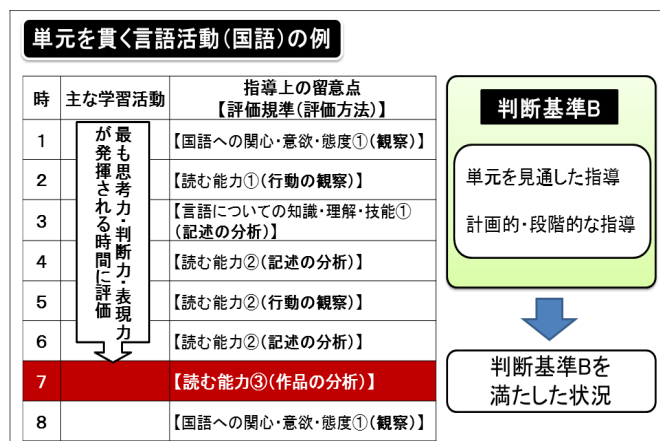 単元を貫く言語活動(国語)の例
時 主な学習活動 指導上の留意点
【評価規準(評価方法)】
1 【国語への関心・意欲・態度①(観察)】
2 【読む能力①(行動の観察)】
3 【言語についての知識・理解・技能①
(記述の分析)】
4 【読む能力②(記述の分析)】
5 【読む能力②(行動の観察)】
6 【読む能力②(記述の分析)】
7 【読む能力③(作品の分析)】
8 【国語への関心・意欲・態度①(観察)】
最も思考力・判断力・表現力
が発揮される時間に評価
判断基準B
単元を見通した指導
計画的・段階的な指導
判断基準Bを
満たした状況